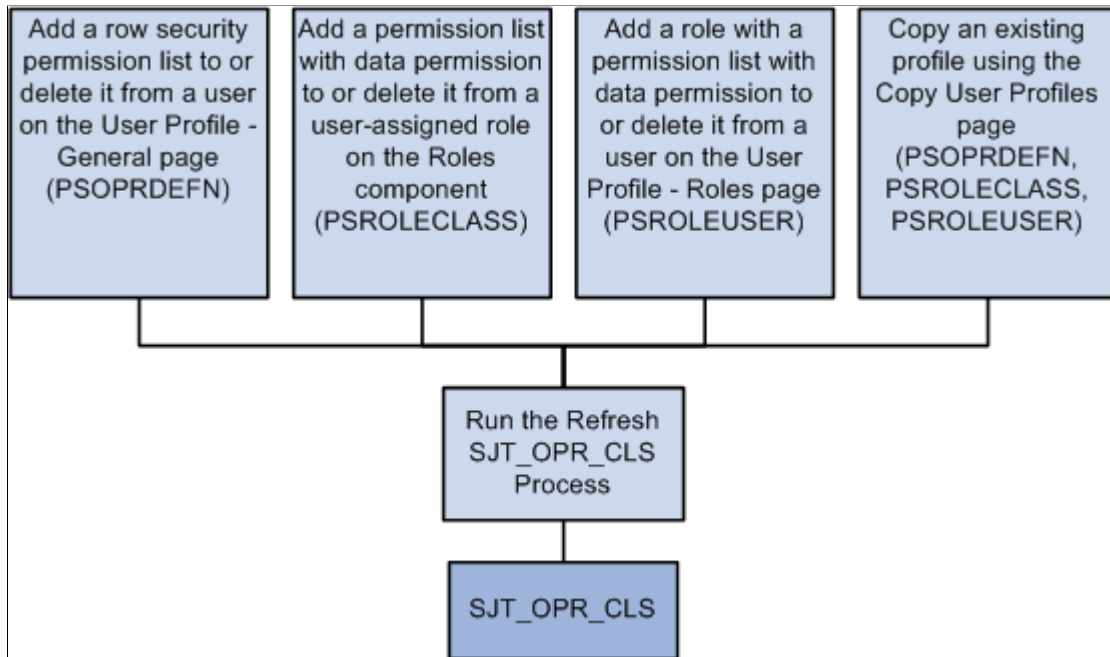 Add a row security
permission list to or
delete it from a user
on the User Profile -
General page
(PSOPRDEFN)
Add a permission list
with data permission
to or delete it from a
user-assigned role
on the Roles
component
(PSROLECLASS)
Add a role with a
permission list with
data permission to
or delete it from a
user on the User
Profile - Roles page
(PSROLEUSER)
Copy an existing
profile using the
Copy User Profiles
page
(PSOPRDEFN,
PSROLECLASS,
PSROLEUSER)
Run the Refresh
SJT_OPR_CLS
Process
SJT_OPR_CLS